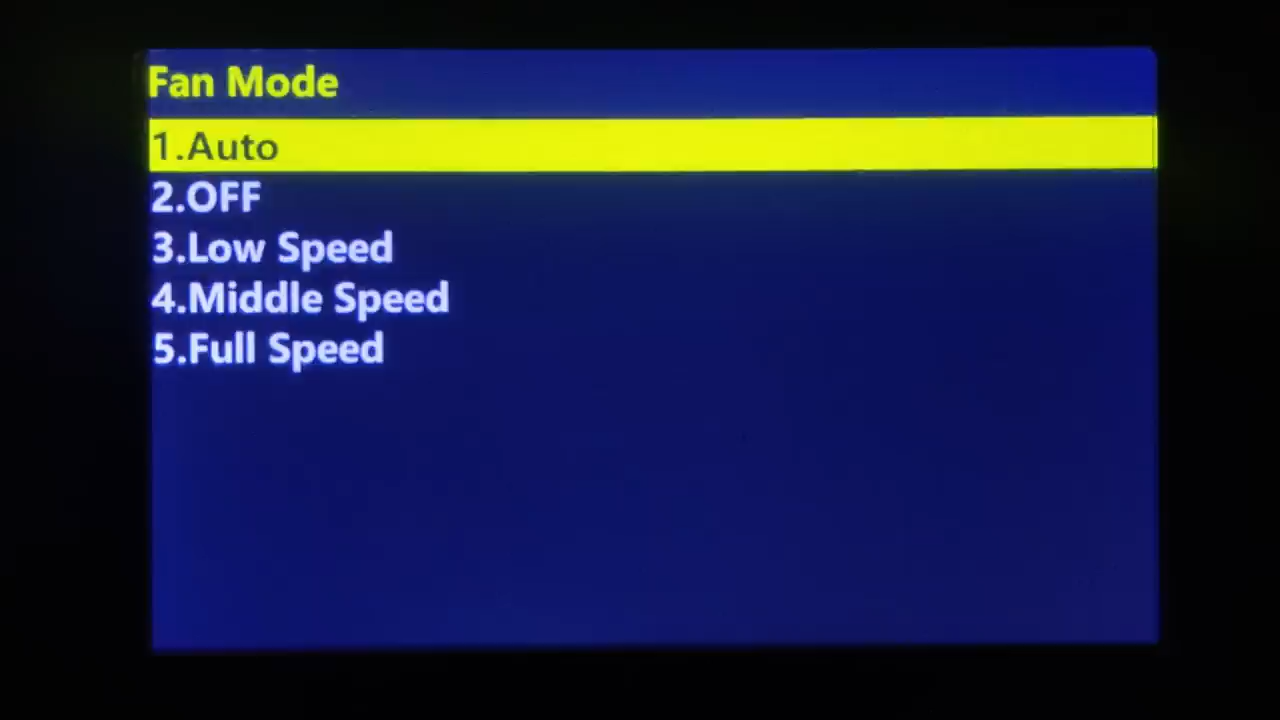 Fan Mode
1.Auto
2.OFF
3.Low Speed
4.Middle Speed
5.Full Speed